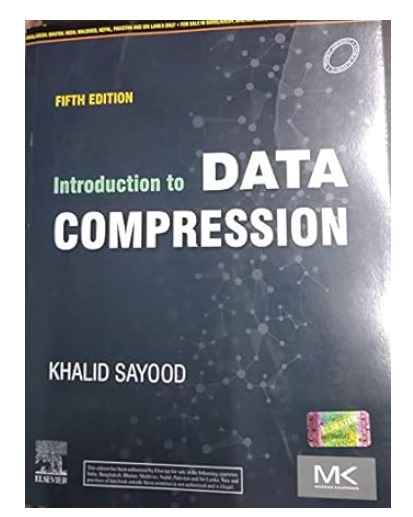 BANGLADESH, BHUTAN, INDIA, MALDIVES, NEPAL, PAKISTAN AND SRI LANKA ONLY • FOR SALE IN BANGLADESH,
FIFTH EDITION
Introduction to DATA
COMPRESSION
KHALID SAYOOD
ELSEVIER
This edition has been authorized by Elsevier for sale in the following countries:
India, Bangladesh, Bhutan, Maldives, Nepal, Pakistan and Sri Lanka. Sale and
purchase of this book outside these countries is not authorized and is illegal.
MK
MORGAN KAUFMANN